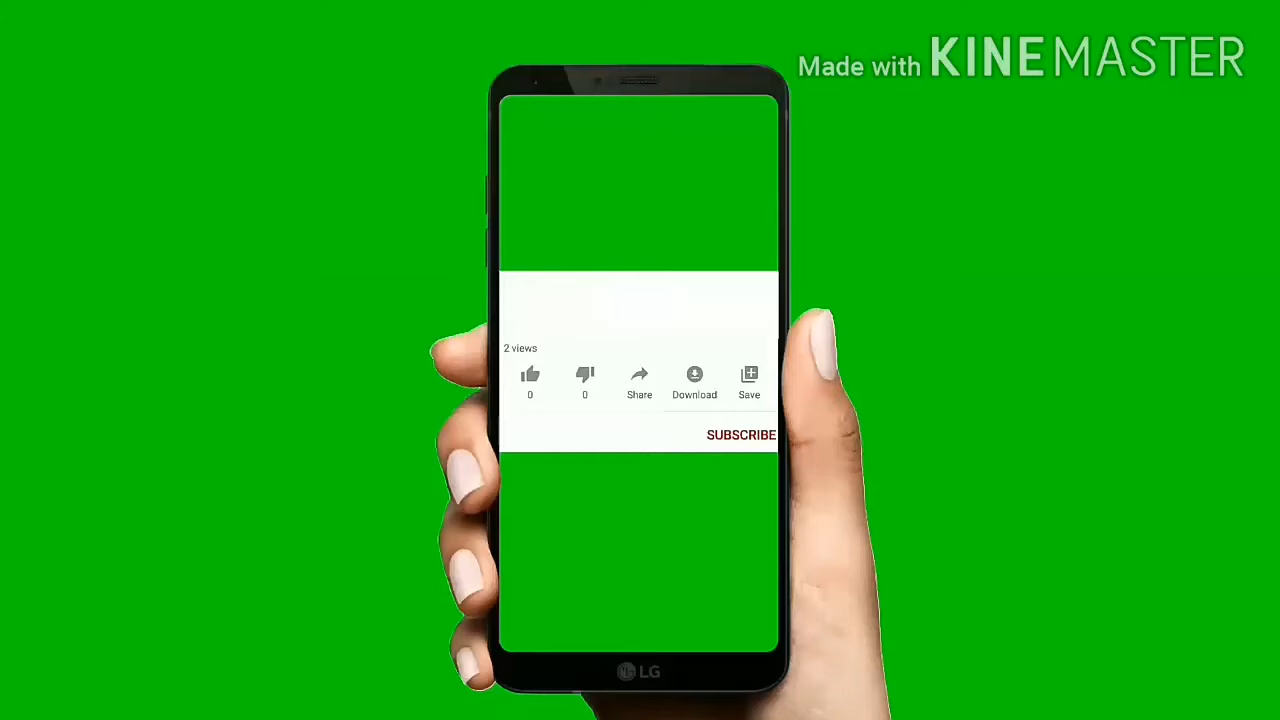 Made with KINEMASTER
2 views
0 0 Share Download Save
SUBSCRIBE
LG